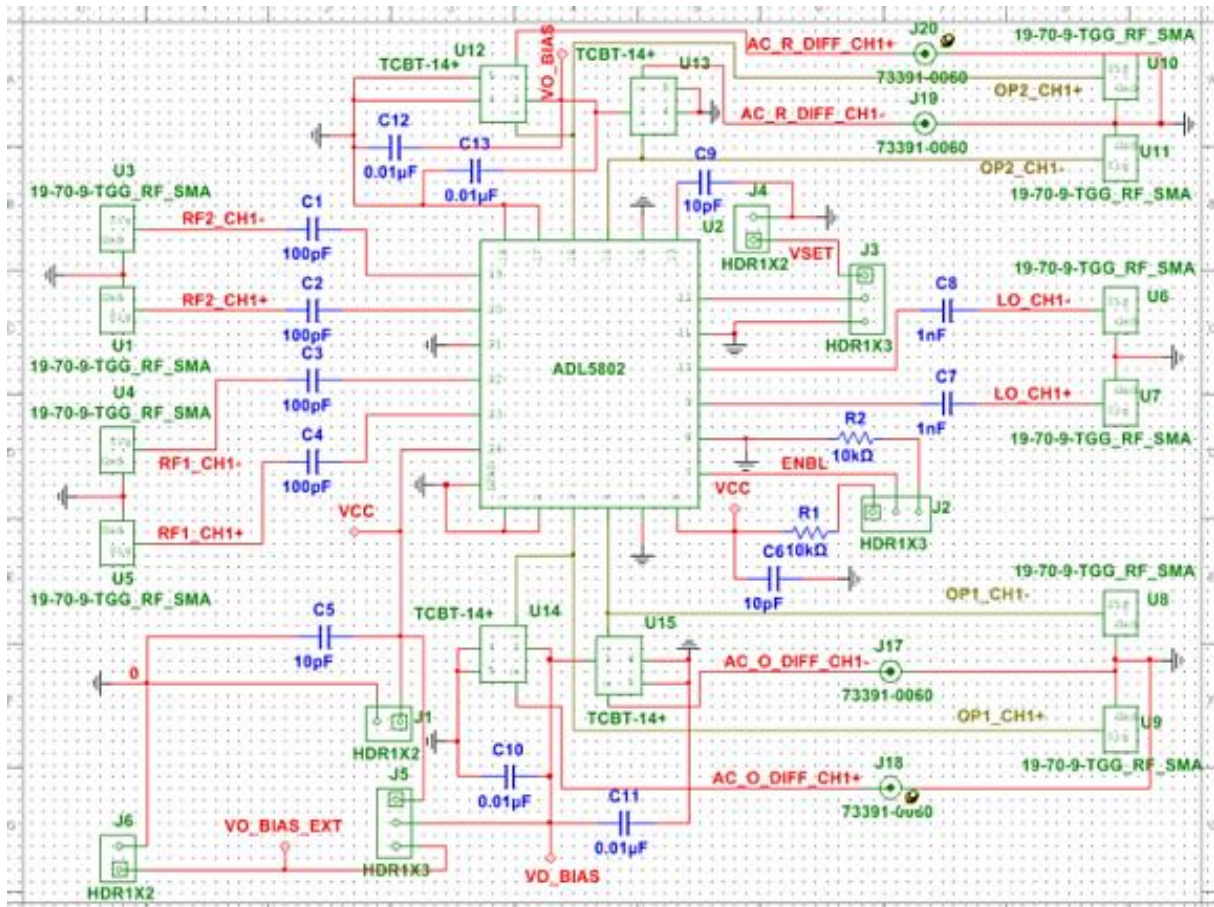 J20
19-70-9-TGG_RF_SMA
AC_R_DIFF_CH1+
U12
VO_BIAS
TCBT-14+
TCBT-14+
U13
73391-0060
U10
OP2_CH1+
J19
AC_R_DIFF_CH1-
C12
C13
0.01µF
0.01µF
73391-0060
U11
C9
OP2_CH1-
U3
19-70-9-TGG_RF_SMA
19-70-9-TGG_RF_SMA
J4
10pF
C1
RF2_CH1-
U2
100pF
VSET
J3
HDR1X2
19-70-9-TGG_RF_SMA
C2
RF2_CH1+
C8
LO_CH1-
U6
100pF
1nF
U1
C3
HDR1X3
19-70-9-TGG_RF_SMA
ADL5802
C7
U4
100pF
LO_CH1+
U7
19-70-9-TGG_RF_SMA
R2
1nF
C4
19-70-9-TGG_RF_SMA
RF1_CH1-
10kΩ
ENBL
100pF
VCC
VCC
J2
R1
RF1_CH1+
HDR1X3
C6
10kΩ
U5
19-70-9-TGG_RF_SMA
19-70-9-TGG_RF_SMA
10pF
OP1_CH1-
U8
C5
TCBT-14+
U14
U15
10pF
J17
AC_O_DIFF_CH1-
0
73391-0060
J1
TCBT-14+
OP1_CH1+
U9
HDR1X2
C10
J18
19-70-9-TGG_RF_SMA
AC_O_DIFF_CH1+
J5
0.01µF
C11
73391-0060
J6
VO_BIAS_EXT
0.01µF
HDR1X3
VO_BIAS
HDR1X2